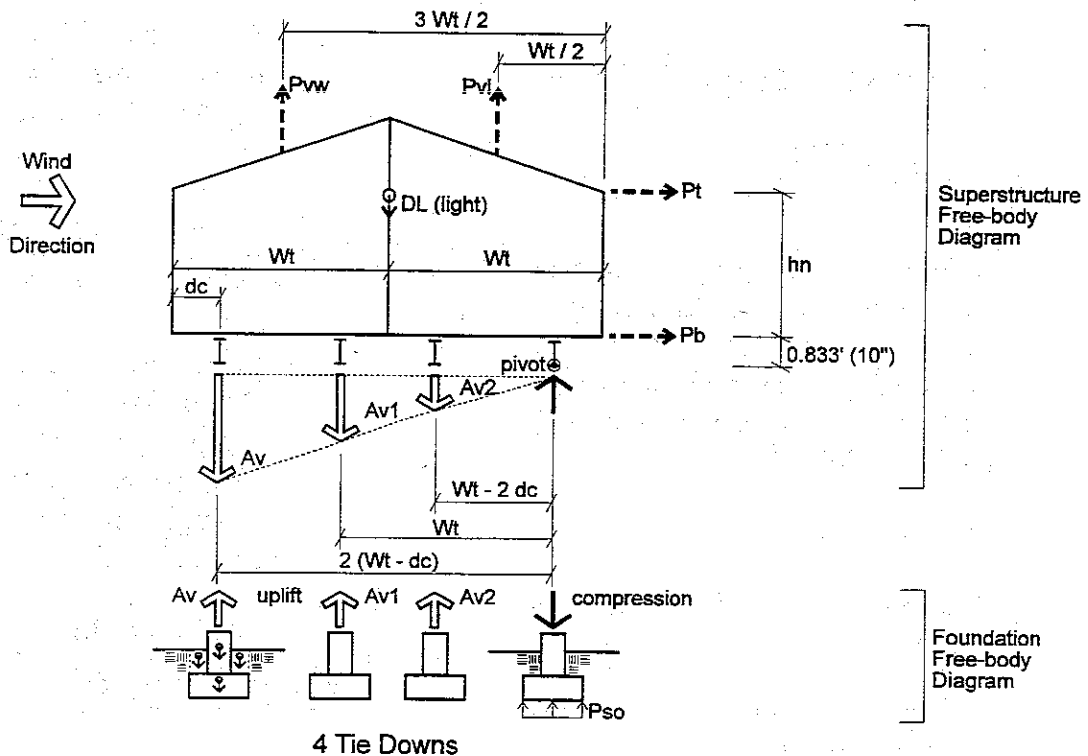 3 Wt / 2
Wt / 2
Pvw
Pvl
Wind
Direction
DL (light)
Pt
Wt
Wt
dc
hn
Pb
0.833' (10")
pivot
Av1
Av2
Av
Wt - 2 dc
Wt
2 (Wt - dc)
Superstructure
Free-body
Diagram
Av
uplift
Av1
Av2
compression
Pso
Foundation
Free-body
Diagram
4 Tie Downs